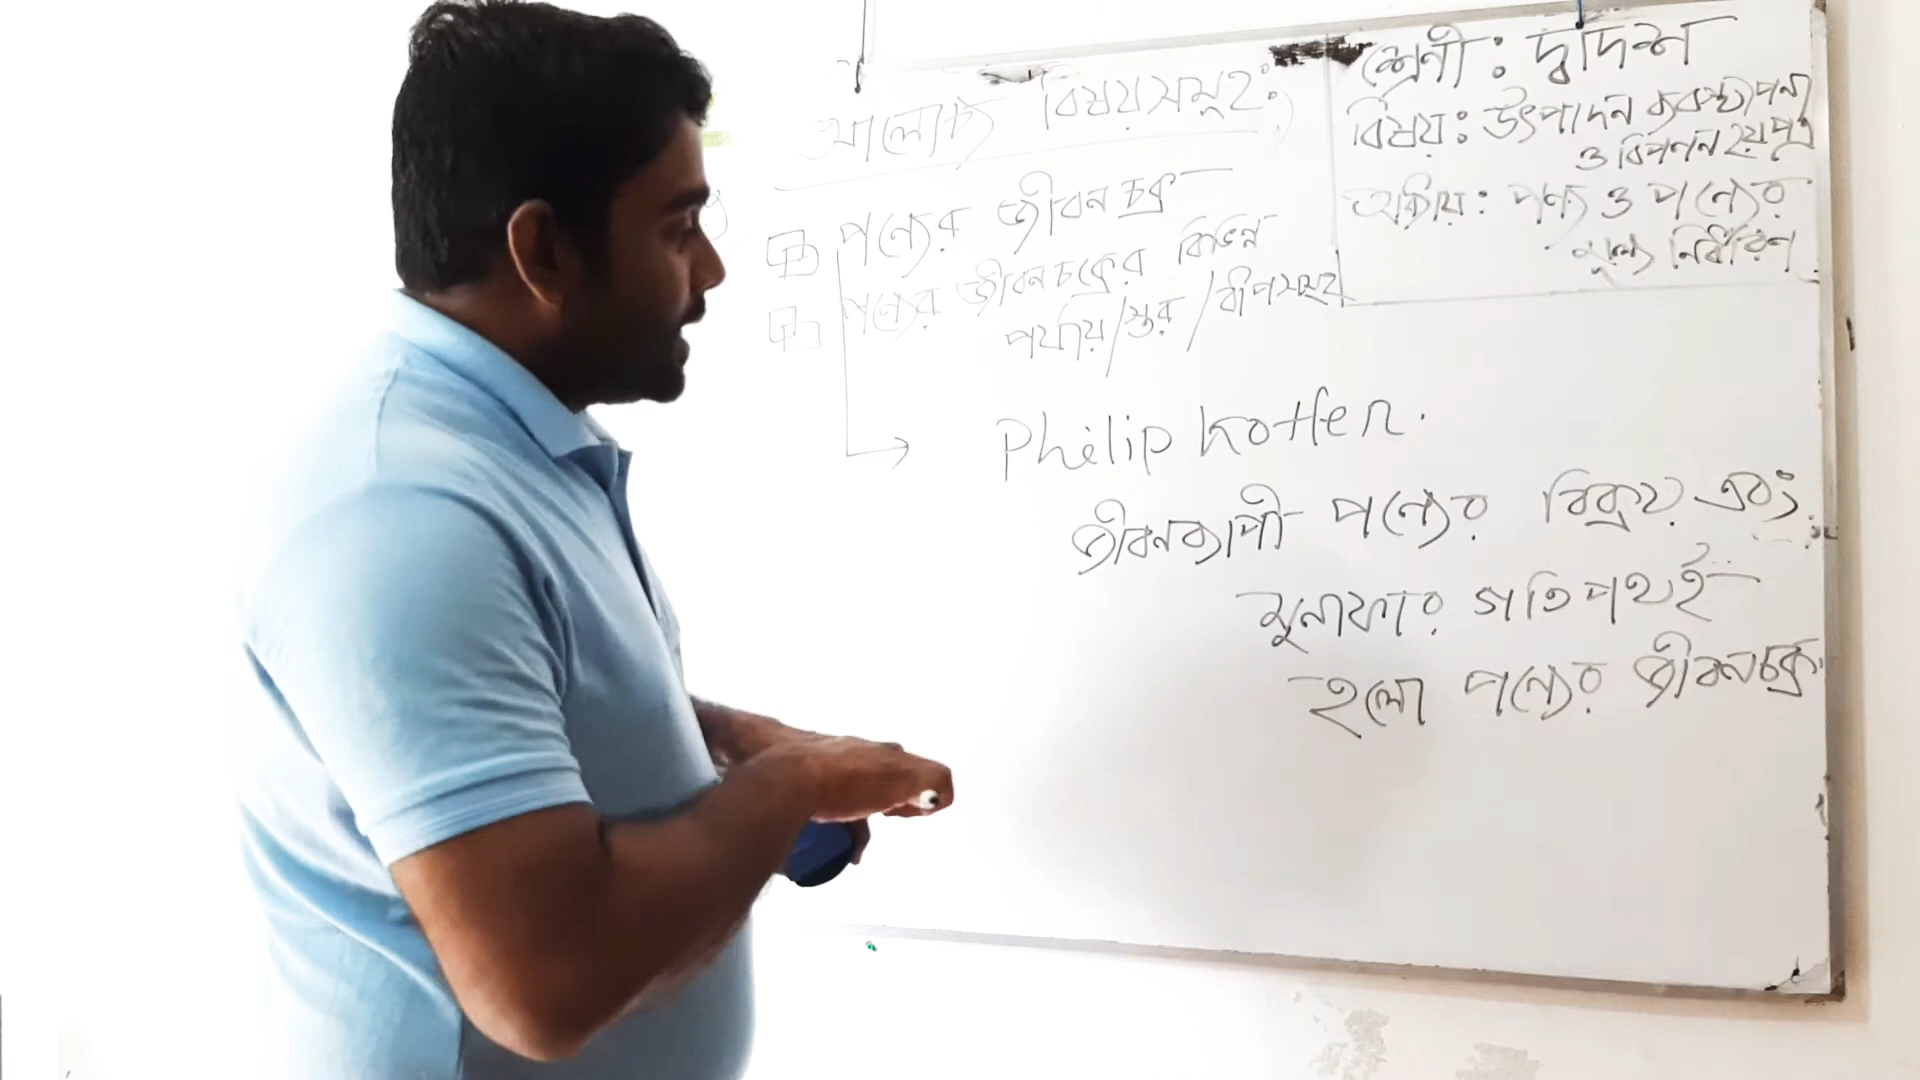 আলোচ্য বিষয়সমূহ:
পণ্যের জীবন চক্র
পণ্যের জীবনচক্রের বিভিন্ন
পর্যায়/স্তর/ধাপসমূহ
শ্রেণী: দ্বাদশ
বিষয়: উৎপাদন ব্যবস্থাপনা
ও বিপণন ২য়পত্র
অধ্যায়: পণ্য ও পণ্যের
মূল্য নির্ধারণ
Philip Kotler.
জীবনব্যাপী পণ্যের বিক্রয় এবং
মুনাফার গতিপথই
হলো পণ্যের জীবনচক্র